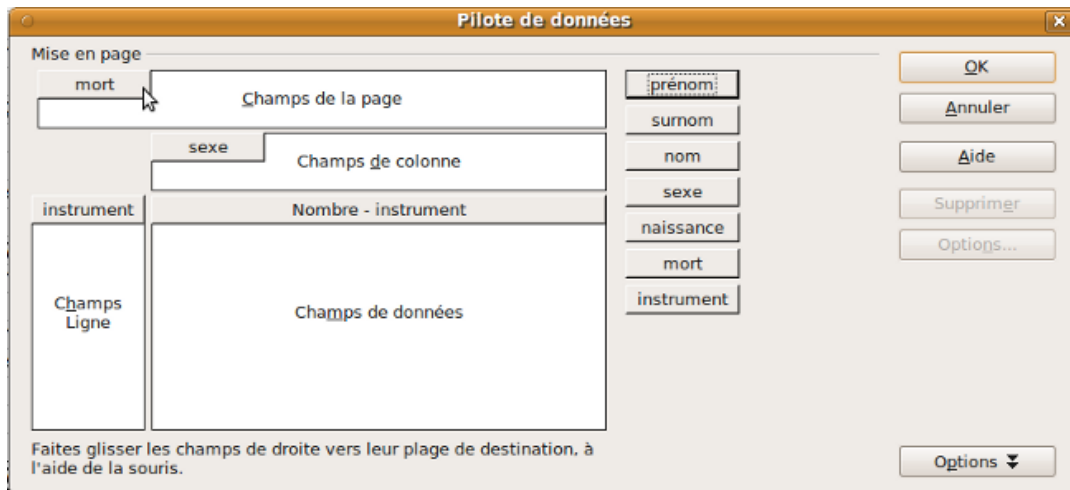 Pilote de données
Mise en page
mort
Champs de la page
sexe
Champs de colonne
instrument
Nombre - instrument
Champs
Ligne
Champs de données
prénom
surnom
nom
sexe
naissance
mort
instrument
OK
Annuler
Aide
Supprimer
Options...
Faites glisser les champs de droite vers leur plage de destination, à
l'aide de la souris.
Options